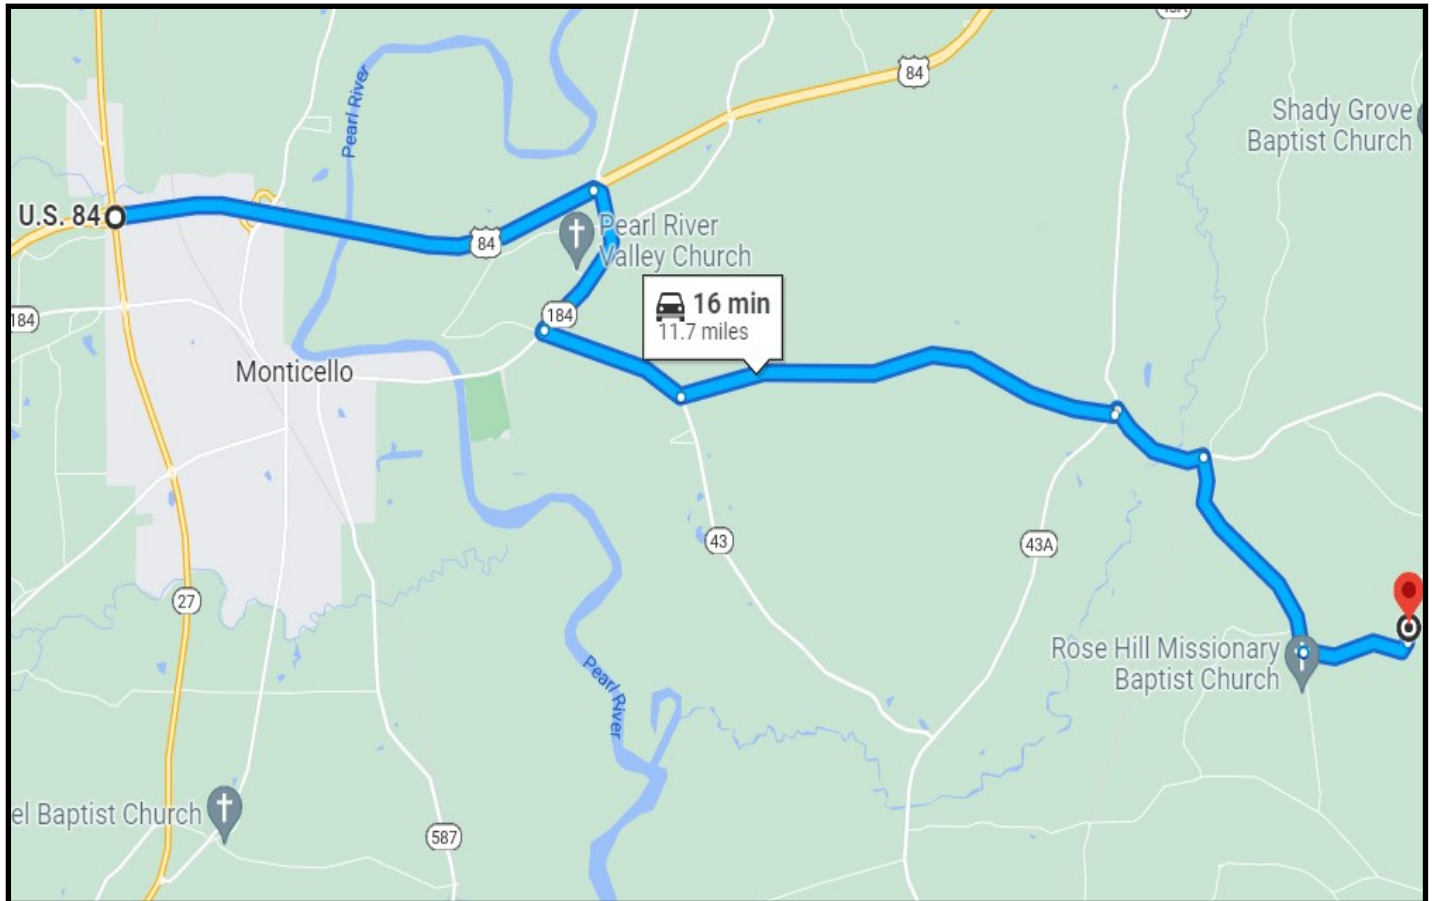 43A
Pearl River
84
Shady Grove
Baptist Church
U.S. 84
84
Pearl River
Valley Church
184
184
16 min
11.7 miles
Monticello
43
43A
27
Rose Hill Missionary
Baptist Church
Pearl River
el Baptist Church
587